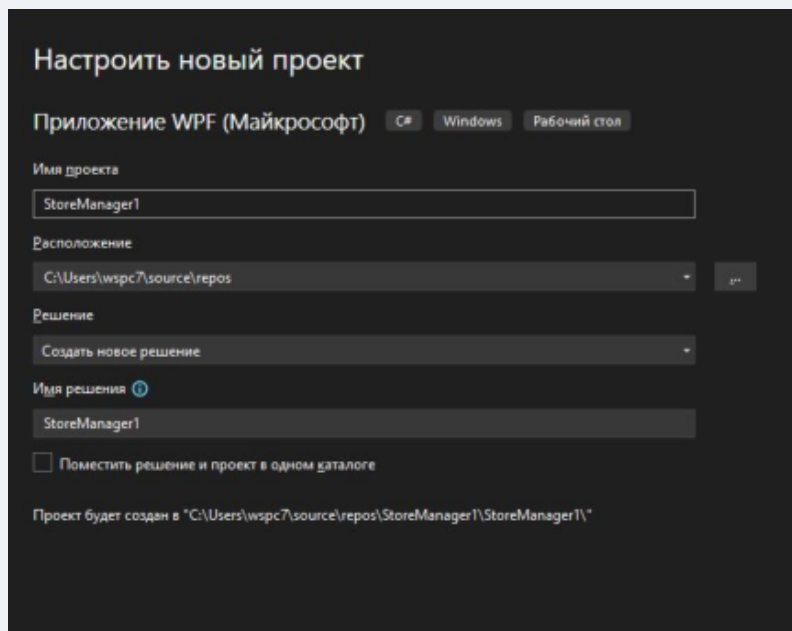 Настроить новый проект
Приложение WPF (Майкрософт) C# Windows Рабочий стол
Имя проекта
StoreManager1
Расположение
C:\Users\wspc7\source\repos
...
Решение
Создать новое решение
Имя решения
StoreManager1
Поместить решение и проект в одном каталоге
Проект будет создан в "C:\Users\wspc7\source\repos\StoreManager1\StoreManager1\"